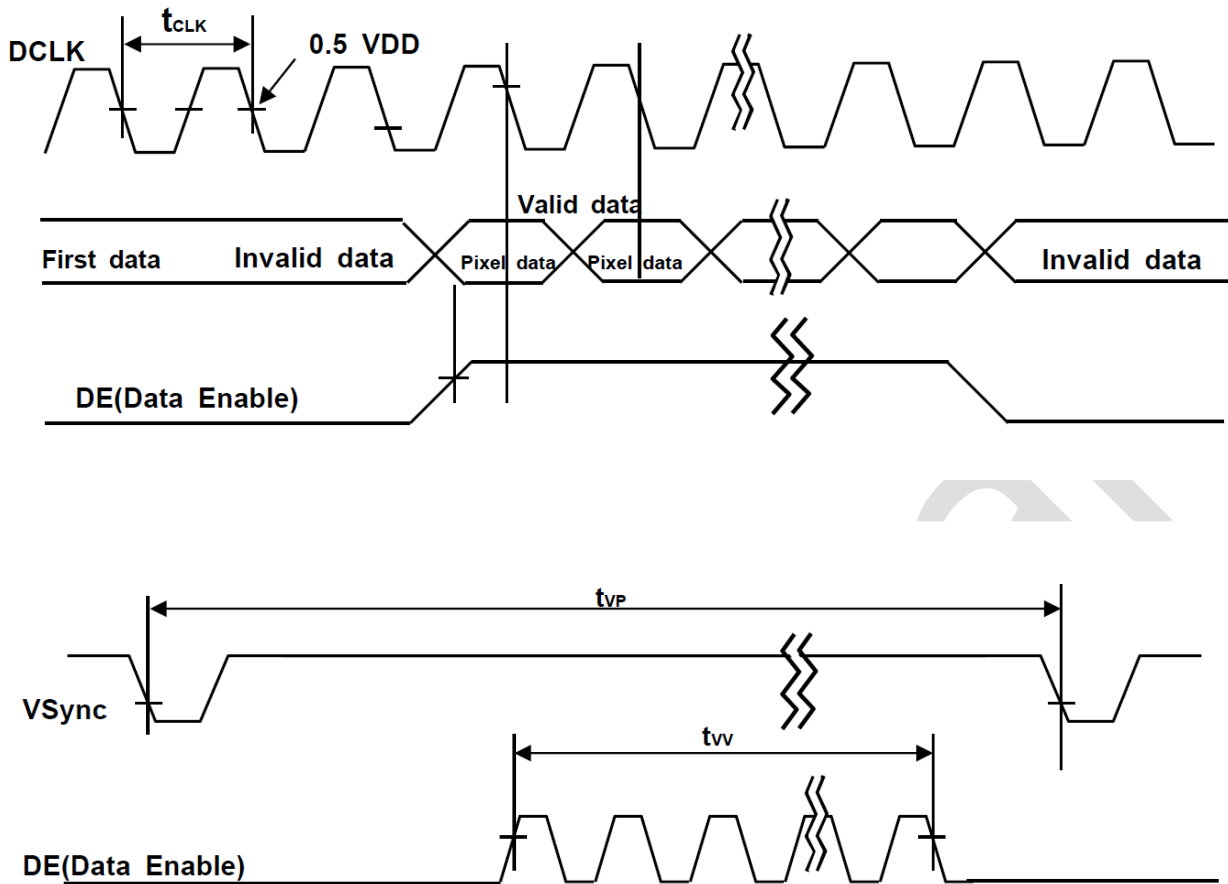 tCLK
DCLK
0.5 VDD
Valid data
First data
Invalid data
Pixel data
Pixel data
Invalid data
DE(Data Enable)
tVP
VSync
tVV
DE(Data Enable)